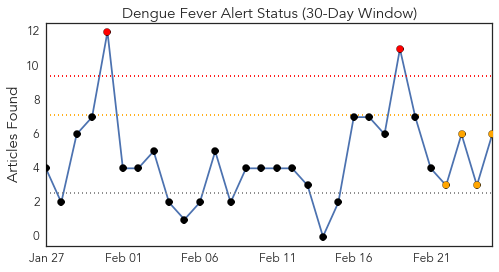 Dengue Fever Alert Status (30-Day Window)
Articles Found
12
10
8
6
4
2
0
Jan 27 Feb 01 Feb 06 Feb 11 Feb 16 Feb 21